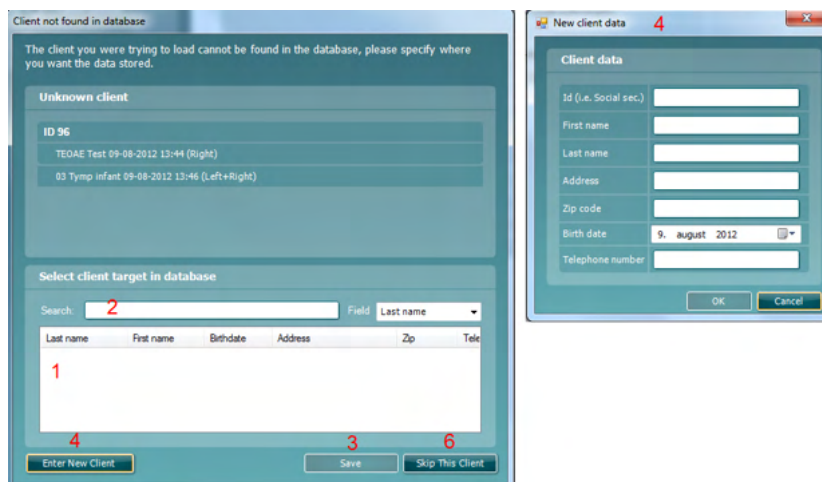 Client not found in database
The client you were trying to load cannot be found in the database, please specify where
you want the data stored.
Unknown client
ID 96
TEOAE Test 09-08-2012 13:44 (Right)
03 Tymp infant 09-08-2012 13:46 (Left+Right)
Select client target in database
Search: 2 Field Last name
Last name First name Birthdate Address Zip Tele
1
4 3 6
Enter New Client Save Skip This Client
New client data 4
Client data
Id (i.e. Social sec.)
First name
Last name
Address
Zip code
Birth date 9. august 2012
Telephone number
OK Cancel